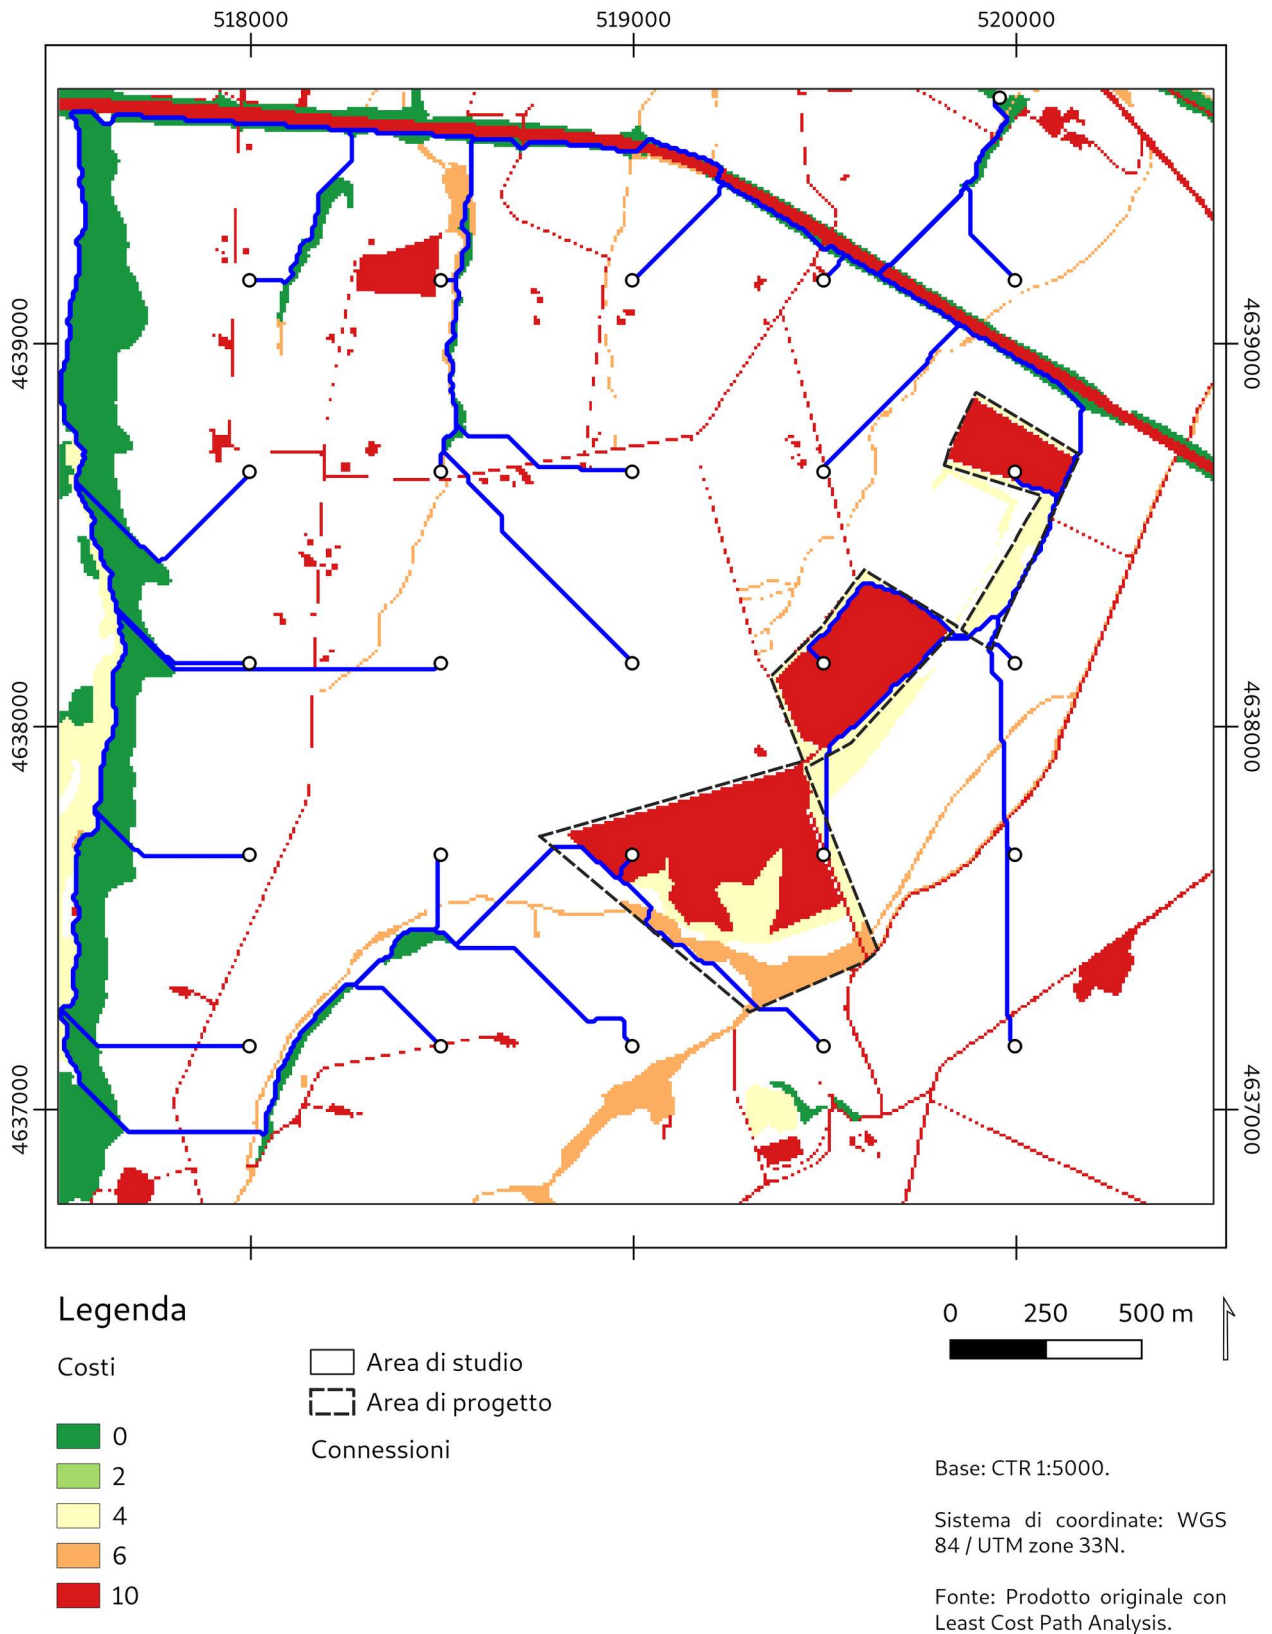 518000
519000
520000
4639000
4639000
4638000
4638000
4637000
4637000
Legenda
Costi
0
2
4
6
10
Area di studio
Area di progetto
Connessioni
0 250 500 m
Base: CTR 1:5000.
Sistema di coordinate: WGS
84 / UTM zone 33N.
Fonte: Prodotto originale con
Least Cost Path Analysis.